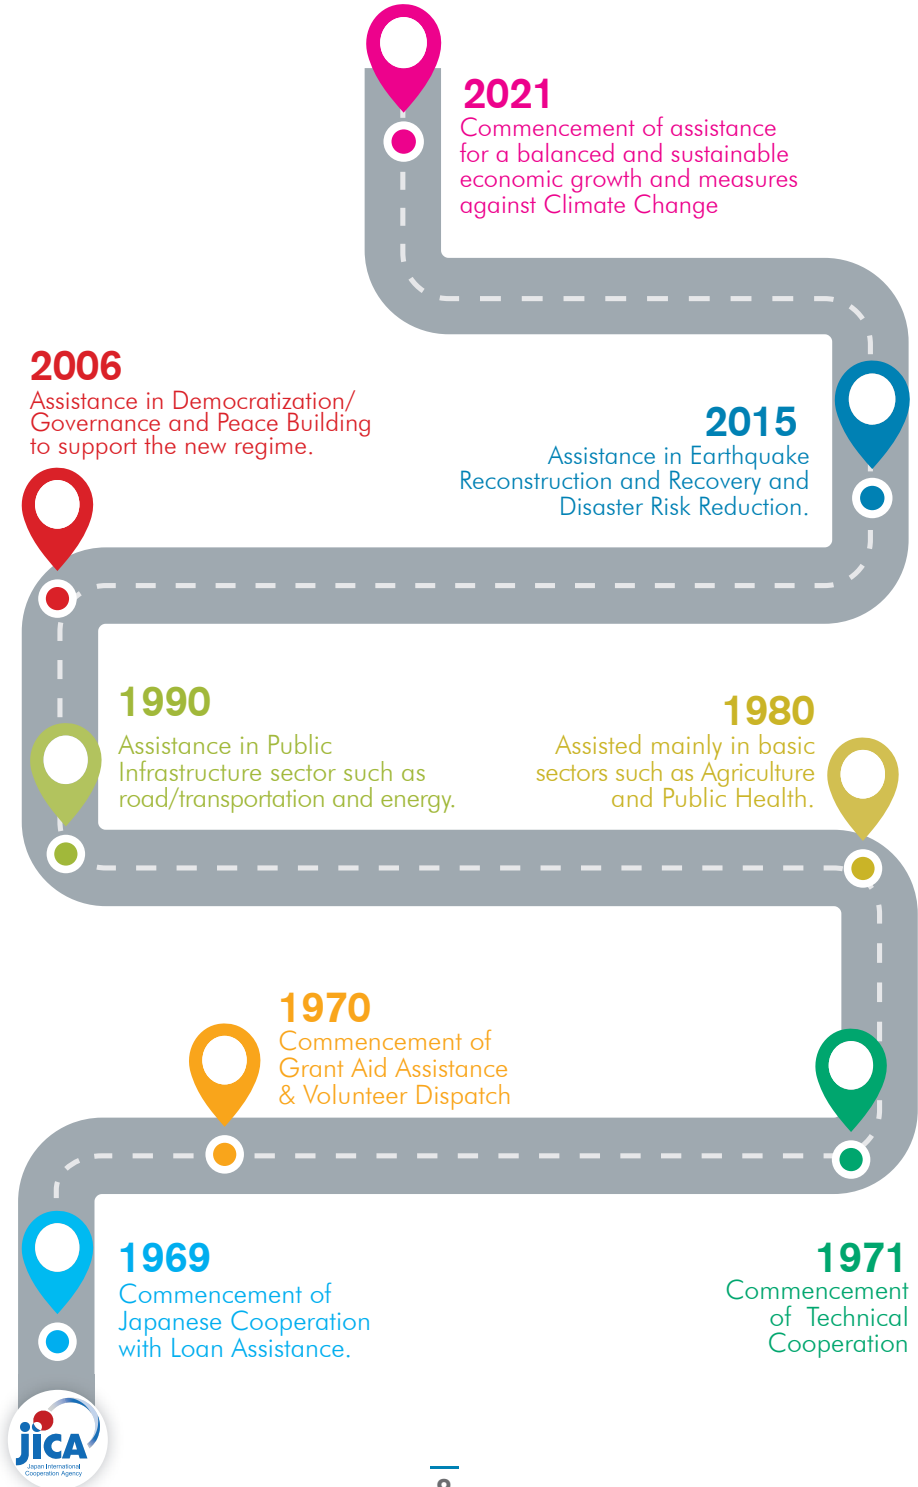 2021
Commencement of assistance
for a balanced and sustainable
economic growth and measures
against Climate Change
2006
Assistance in Democratization/
Governance and Peace Building
to support the new regime.
2015
Assistance in Earthquake
Reconstruction and Recovery and
Disaster Risk Reduction.
1990
Assistance in Public
Infrastructure sector such as
road/transportation and energy.
1980
Assisted mainly in basic
sectors such as Agriculture
and Public Health.
1970
Commencement of
Grant Aid Assistance
& Volunteer Dispatch
1969
Commencement of
Japanese Cooperation
with Loan Assistance.
1971
Commencement
of Technical
Cooperation
jICA
Japan International
Cooperation Agency